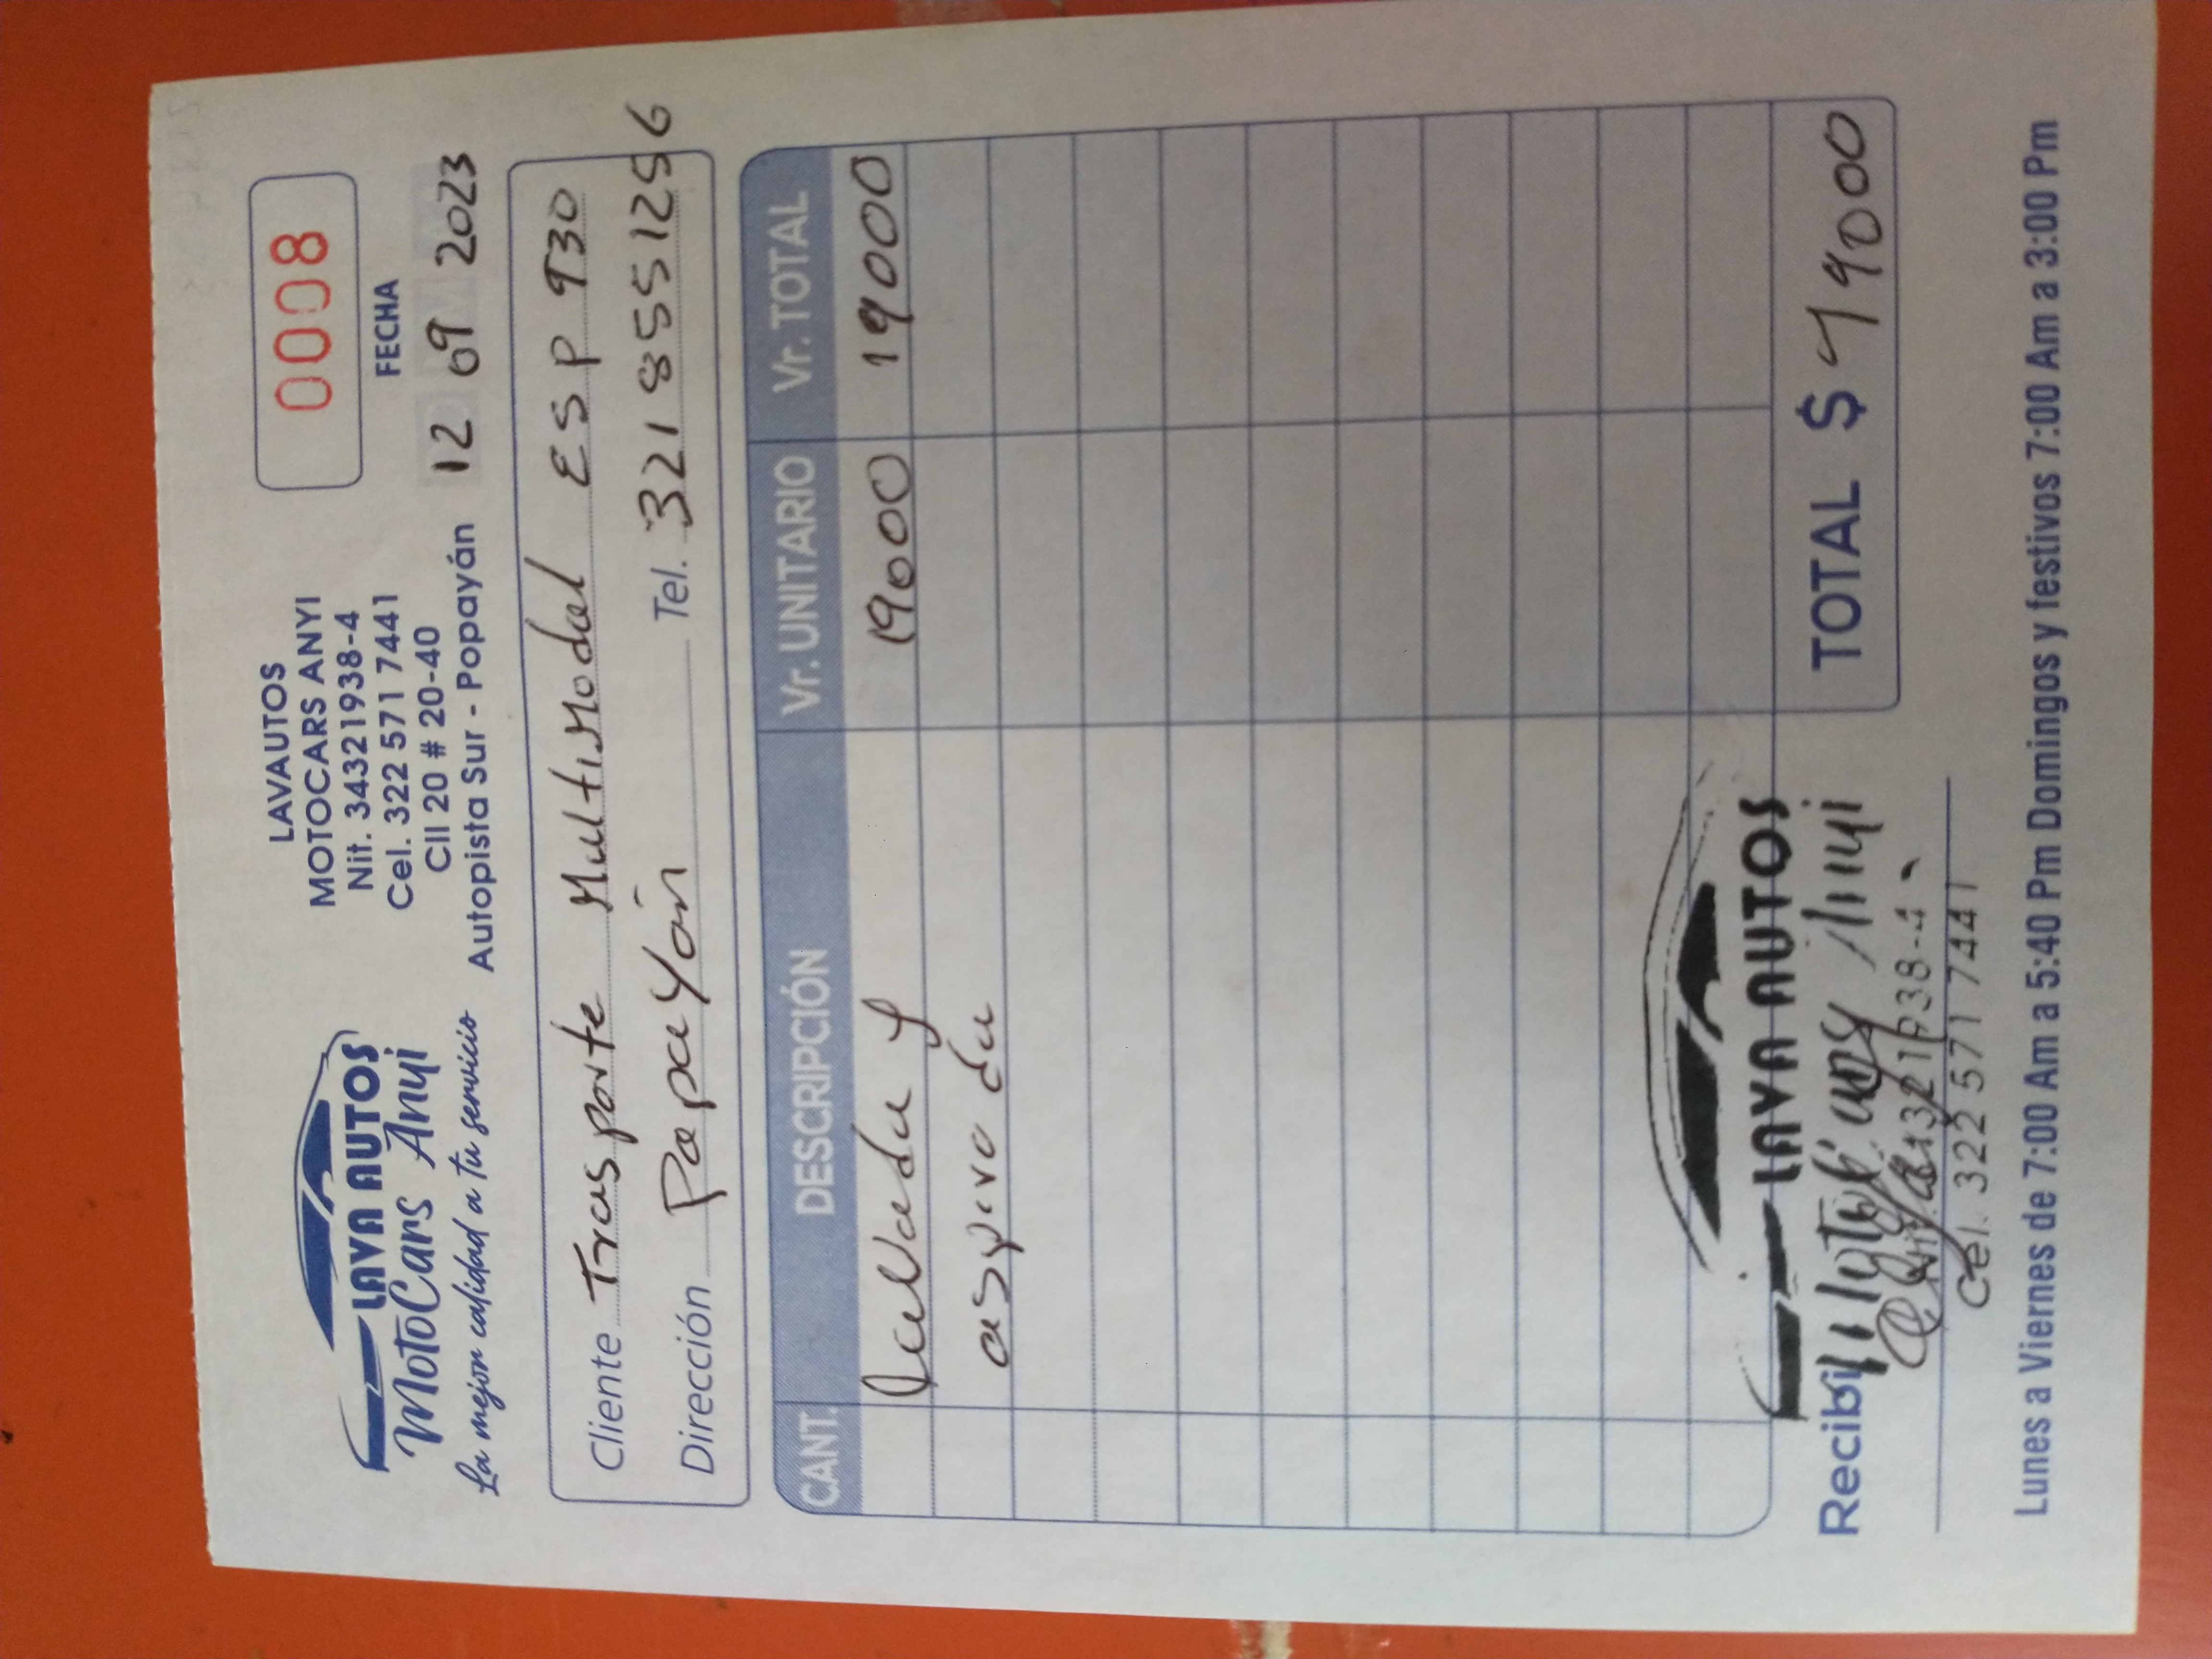 LAVA AUTOS
MotoCars Anyi
La mejor calidad a tu servicio
LAVAUTOS
MOTOCARS ANYI
Nit. 34321938-4
Cel. 322 571 7441
Cll 20 # 20-40
Autopista Sur - Popayán
0008
FECHA
12 09 2023
Cliente Trasporte Multimodal ESP 930
Dirección Popayán Tel. 3218551256
CANT. DESCRIPCIÓN Vr. UNITARIO Vr. TOTAL
lavada y 19000 19000
aspirada
TOTAL $ 19000
LAVA AUTOS
Recibí
Cel. 322 571 7441
Lunes a Viernes de 7:00 Am a 5:40 Pm Domingos y festivos 7:00 Am a 3:00 Pm